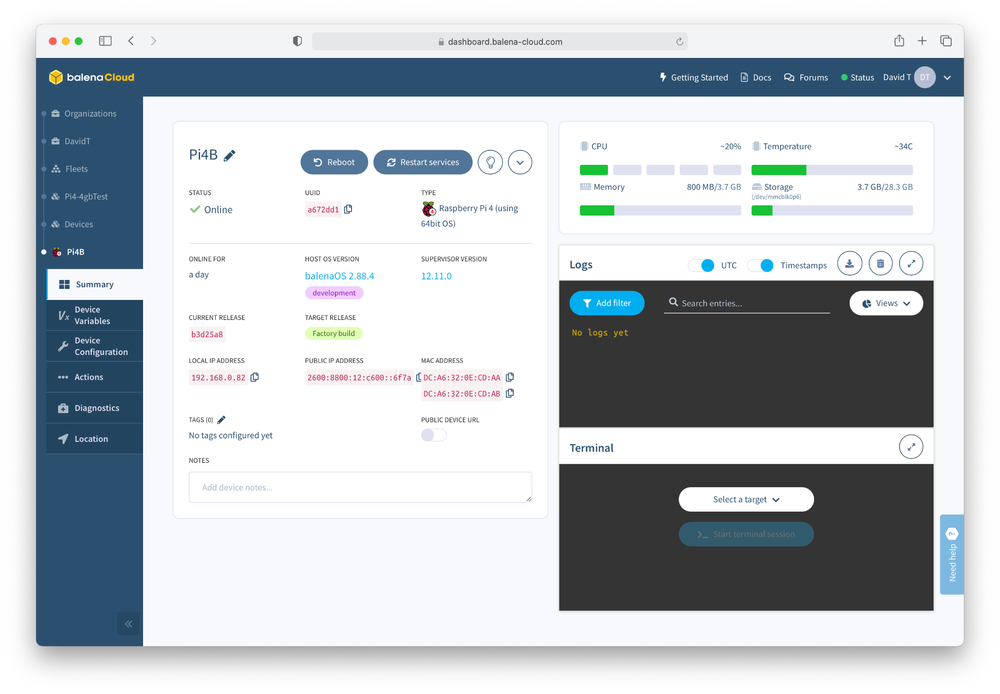 dashboard.balena-cloud.com
balenaCloud
Getting Started
Docs
Forums
Status
David T
DT
Organizations
DavidT
Fleets
Pi4-4gbTest
Devices
Pi4B
Summary
Vx
Device
Variables
Device
Configuration
Actions
Diagnostics
Location
Pi4B
Reboot
Restart services
STATUS
Online
UUID
a672dd1
TYPE
4
Raspberry Pi 4 (using
64bit OS)
ONLINE FOR
a day
HOST OS VERSION
balenaOS 2.88.4
development
SUPERVISOR VERSION
12.11.0
CURRENT RELEASE
b3d25a8
TARGET RELEASE
Factory build
LOCAL IP ADDRESS
192.168.0.82
PUBLIC IP ADDRESS
2600:8800:12:c600::6f7a
MAC ADDRESS
DC:A6:32:0E:CD:AA
DC:A6:32:0E:CD:AB
TAGS (0)
No tags configured yet
PUBLIC DEVICE URL
NOTES
Add device notes...
CPU
~20%
Temperature
~34C
Memory
800 MB/3.7 GB
Storage
(/dev/mmcblk0p6)
3.7 GB/28.3 GB
Logs
UTC
Timestamps
Add filter
Search entries...
Views
No logs yet
Terminal
Select a target
Start terminal session
Need help